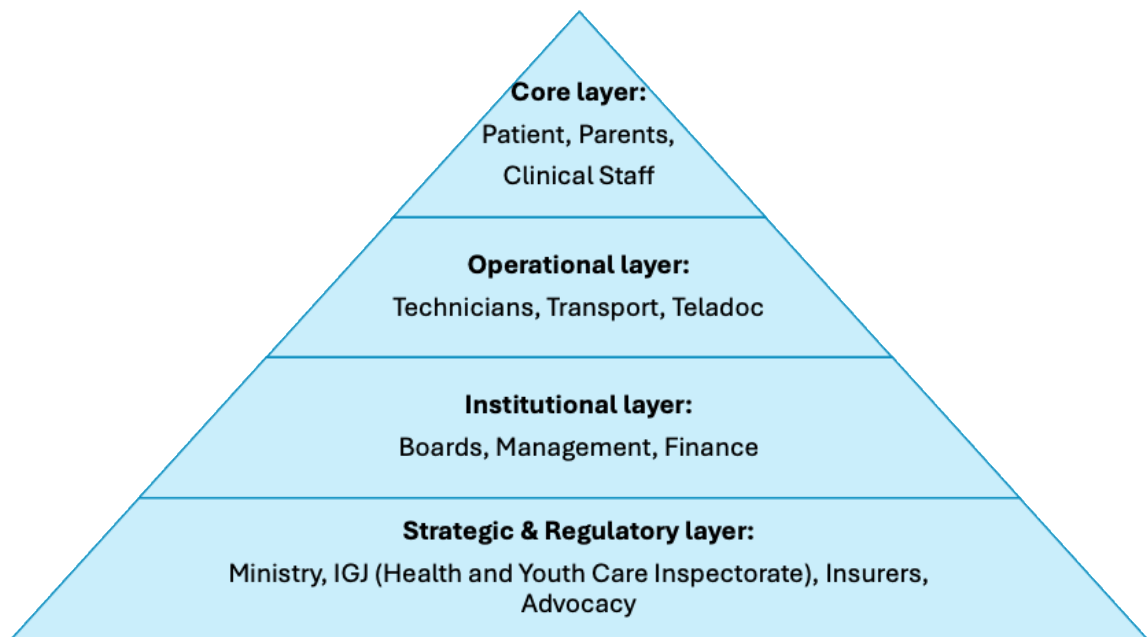 Core layer:
Patient, Parents,
Clinical Staff
Operational layer:
Technicians, Transport, Teladoc
Institutional layer:
Boards, Management, Finance
Strategic & Regulatory layer:
Ministry, IGJ (Health and Youth Care Inspectorate), Insurers,
Advocacy